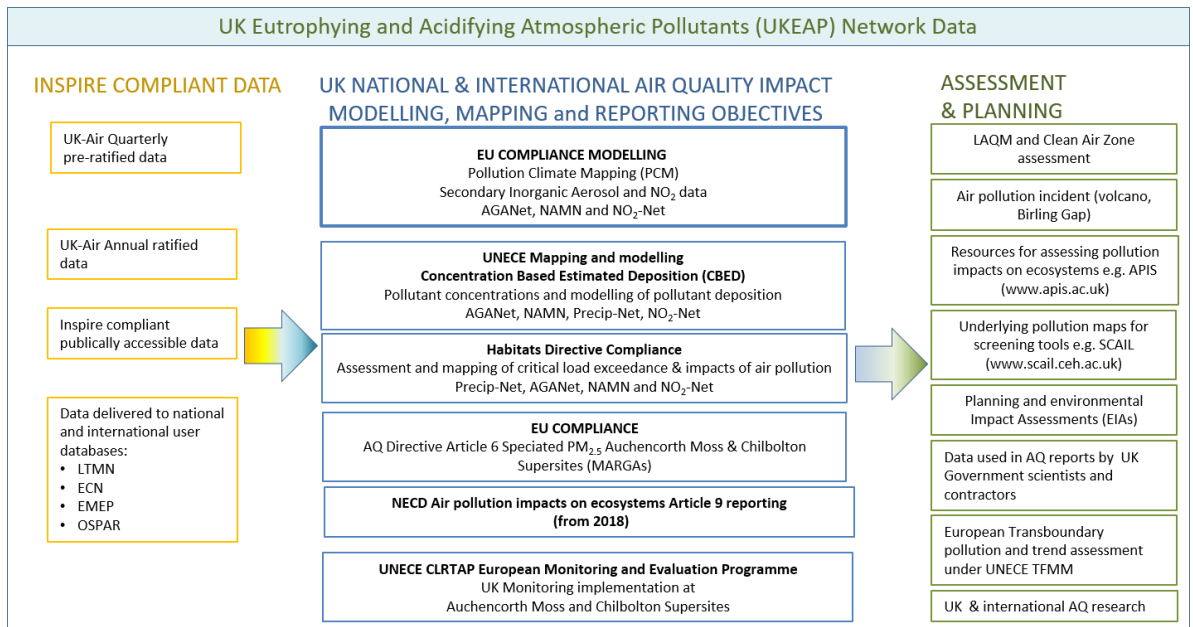 UK Eutrophying and Acidifying Atmospheric Pollutants (UKEAP) Network Data
INSPIRE COMPLIANT DATA
UK-Air Quarterly
pre-ratified data
UK-Air Annual ratified
data
Inspire compliant
publically accessible data
Data delivered to national
and international user
databases:
• LTMN
• ECN
• EMEP
• OSPAR
UK NATIONAL & INTERNATIONAL AIR QUALITY IMPACT
MODELLING, MAPPING and REPORTING OBJECTIVES
EU COMPLIANCE MODELLING
Pollution Climate Mapping (PCM)
Secondary Inorganic Aerosol and NO₂ data
AGANet, NAMN and NO₂-Net
UNECE Mapping and modelling
Concentration Based Estimated Deposition (CBED)
Pollutant concentrations and modelling of pollutant deposition
AGANet, NAMN, Precip-Net, NO₂-Net
Habitats Directive Compliance
Assessment and mapping of critical load exceedance & impacts of air pollution
Precip-Net, AGANet, NAMN and NO₂-Net
EU COMPLIANCE
AQ Directive Article 6 Speciated PM₂.₅ Auchencorth Moss & Chilbolton
Supersites (MARGAs)
NECD Air pollution impacts on ecosystems Article 9 reporting
(from 2018)
UNECE CLRTAP European Monitoring and Evaluation Programme
UK Monitoring implementation at
Auchencorth Moss and Chilbolton Supersites
ASSESSMENT
& PLANNING
LAQM and Clean Air Zone
assessment
Air pollution incident (volcano,
Birling Gap)
Resources for assessing pollution
impacts on ecosystems e.g. APIS
(www.apis.ac.uk)
Underlying pollution maps for
screening tools e.g. SCAIL
(www.scail.ceh.ac.uk)
Planning and environmental
Impact Assessments (EIAs)
Data used in AQ reports by UK
Government scientists and
contractors
European Transboundary
pollution and trend assessment
under UNECE TFMM
UK & international AQ research